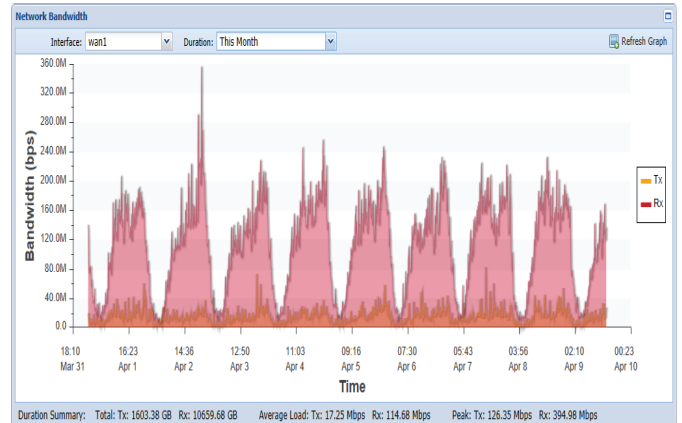 Network Bandwidth
Interface: wan1 Duration: This Month Refresh Graph
360.0M
320.0M
280.0M
240.0M
200.0M
160.0M
120.0M
80.0M
40.0M
0.0
Bandwidth (bps)
Tx
Rx
18:10 16:23 14:36 12:50 11:03 09:16 07:30 05:43 03:56 02:10 00:23
Mar 31 Apr 1 Apr 2 Apr 3 Apr 4 Apr 5 Apr 6 Apr 7 Apr 8 Apr 9 Apr 10
Time
Duration Summary: Total: Tx: 1603.38 GB Rx: 10659.68 GB Average Load: Tx: 17.25 Mbps Rx: 114.68 Mbps Peak: Tx: 126.35 Mbps Rx: 394.98 Mbps